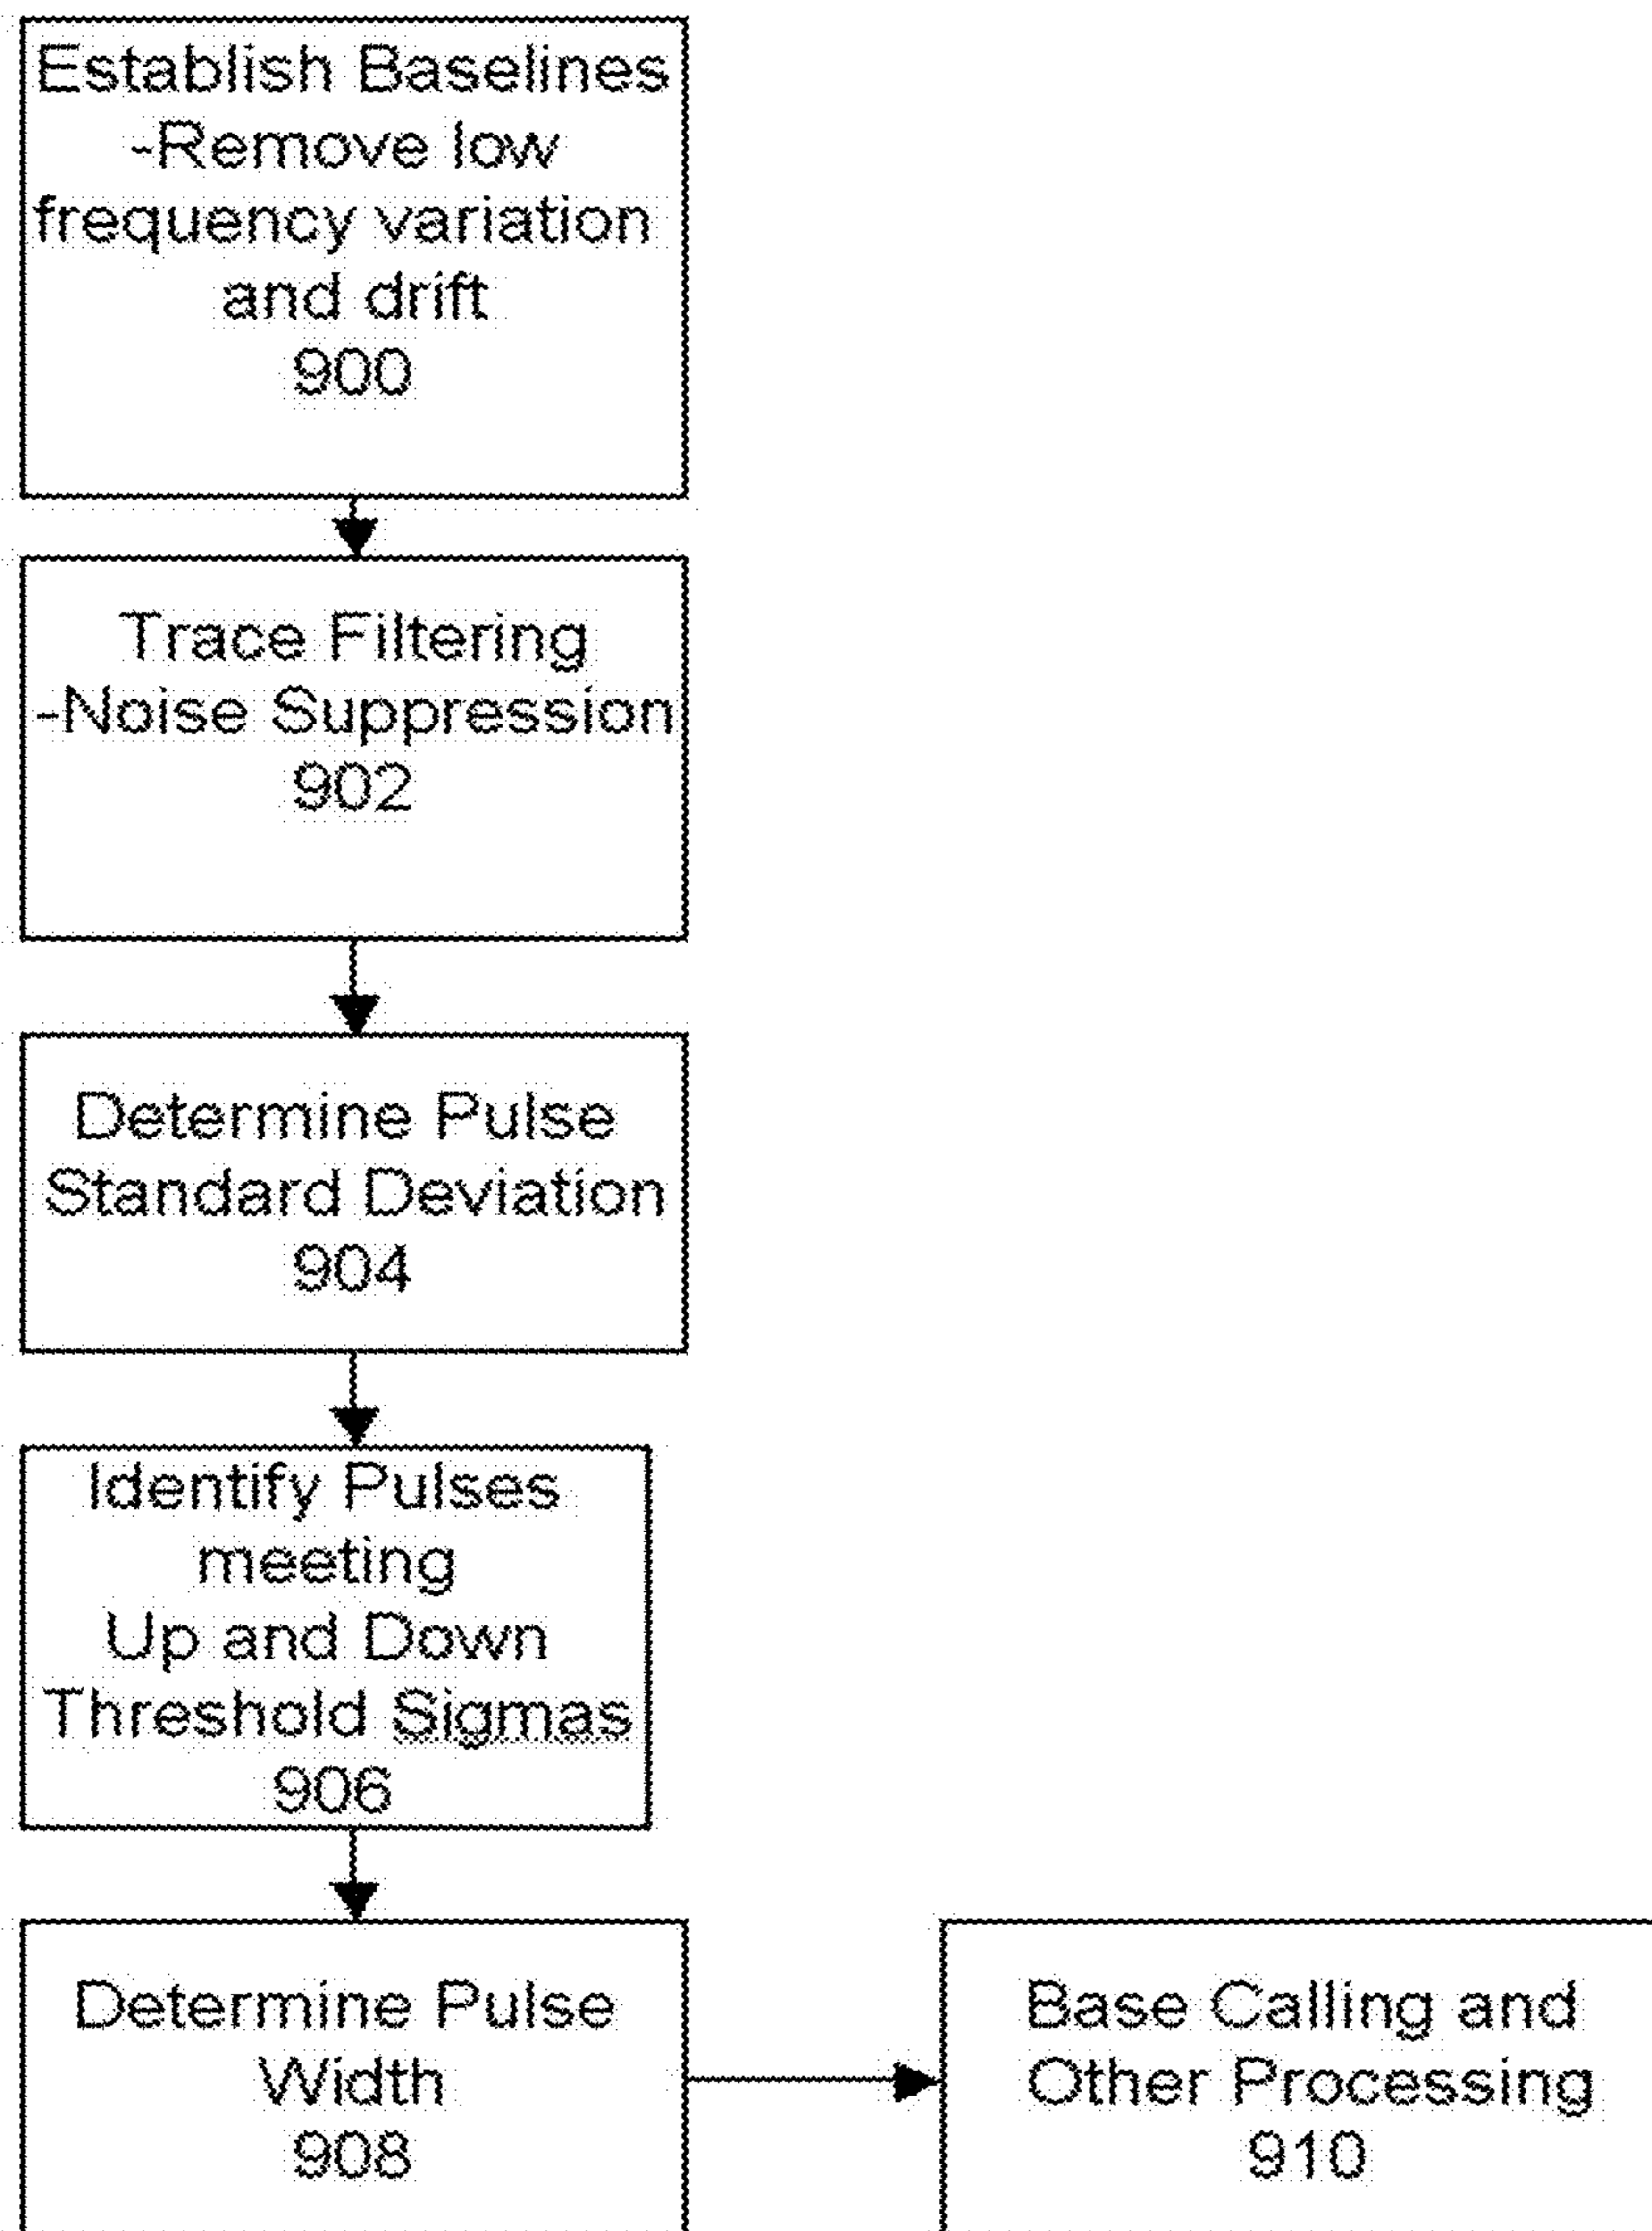 Establish Baselines
-Remove low
frequency variation
and drift
900
Trace Filtering
-Noise Suppression
902
Determine Pulse
Standard Deviation
904
Identify Pulses
meeting
Up and Down
Threshold Sigmas
906
Determine Pulse
Width
908
Base Calling and
Other Processing
910